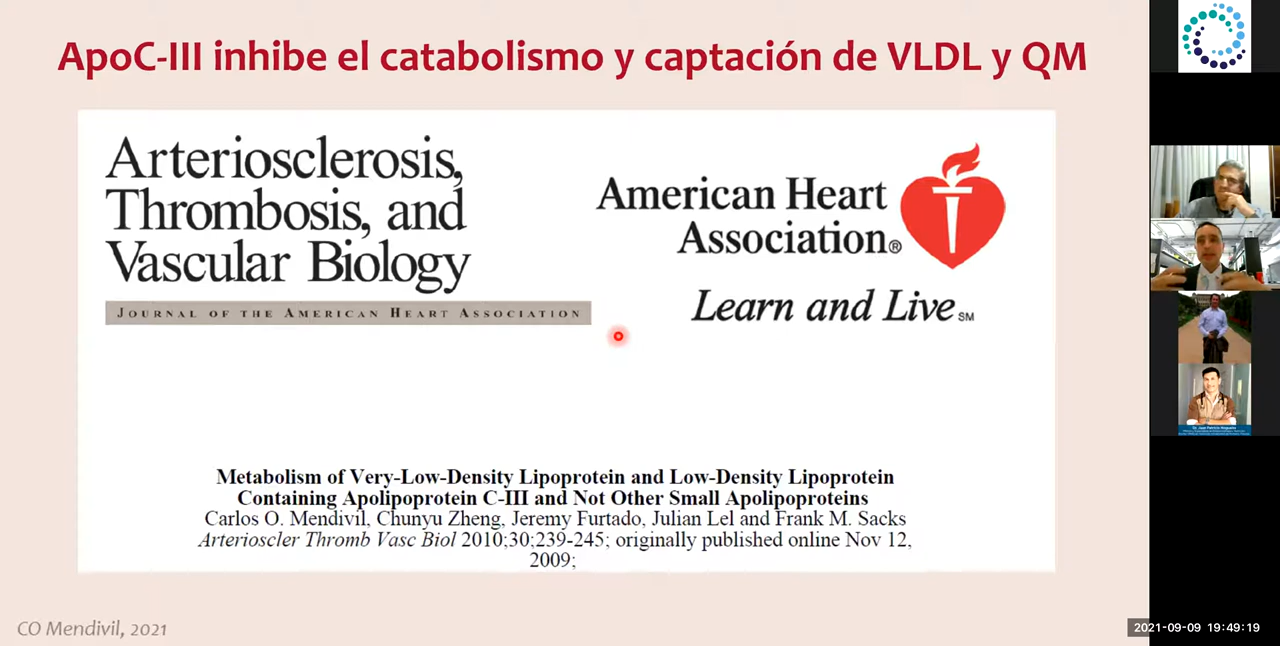 ApoC-III inhibe el catabolismo y captación de VLDL y QM
Arteriosclerosis,
Thrombosis, and
Vascular Biology
JOURNAL OF THE AMERICAN HEART ASSOCIATION
American Heart
Association®
Learn and Live SM
Metabolism of Very-Low-Density Lipoprotein and Low-Density Lipoprotein
Containing Apolipoprotein C-III and Not Other Small Apolipoproteins
Carlos O. Mendivil, Chunyu Zheng, Jeremy Furtado, Julian Lel and Frank M. Sacks
Arterioscler Thromb Vasc Biol 2010;30;239-245; originally published online Nov 12,
2009;
CO Mendivil, 2021
2021-09-09 19:49:19